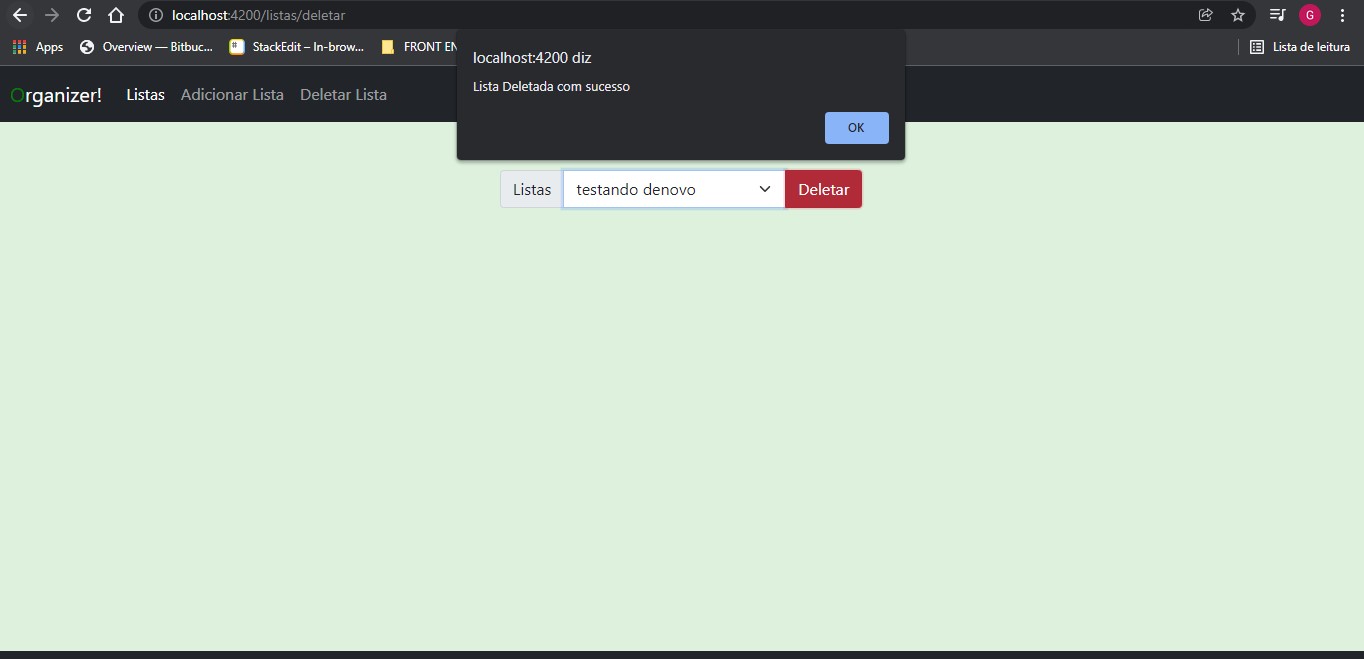 localhost:4200/listas/deletar
G
Apps Overview — Bitbuc... StackEdit – In-brow... FRONT EN Lista de leitura
localhost:4200 diz
Lista Deletada com sucesso
OK
Organizer! Listas Adicionar Lista Deletar Lista
Listas testando denovo Deletar